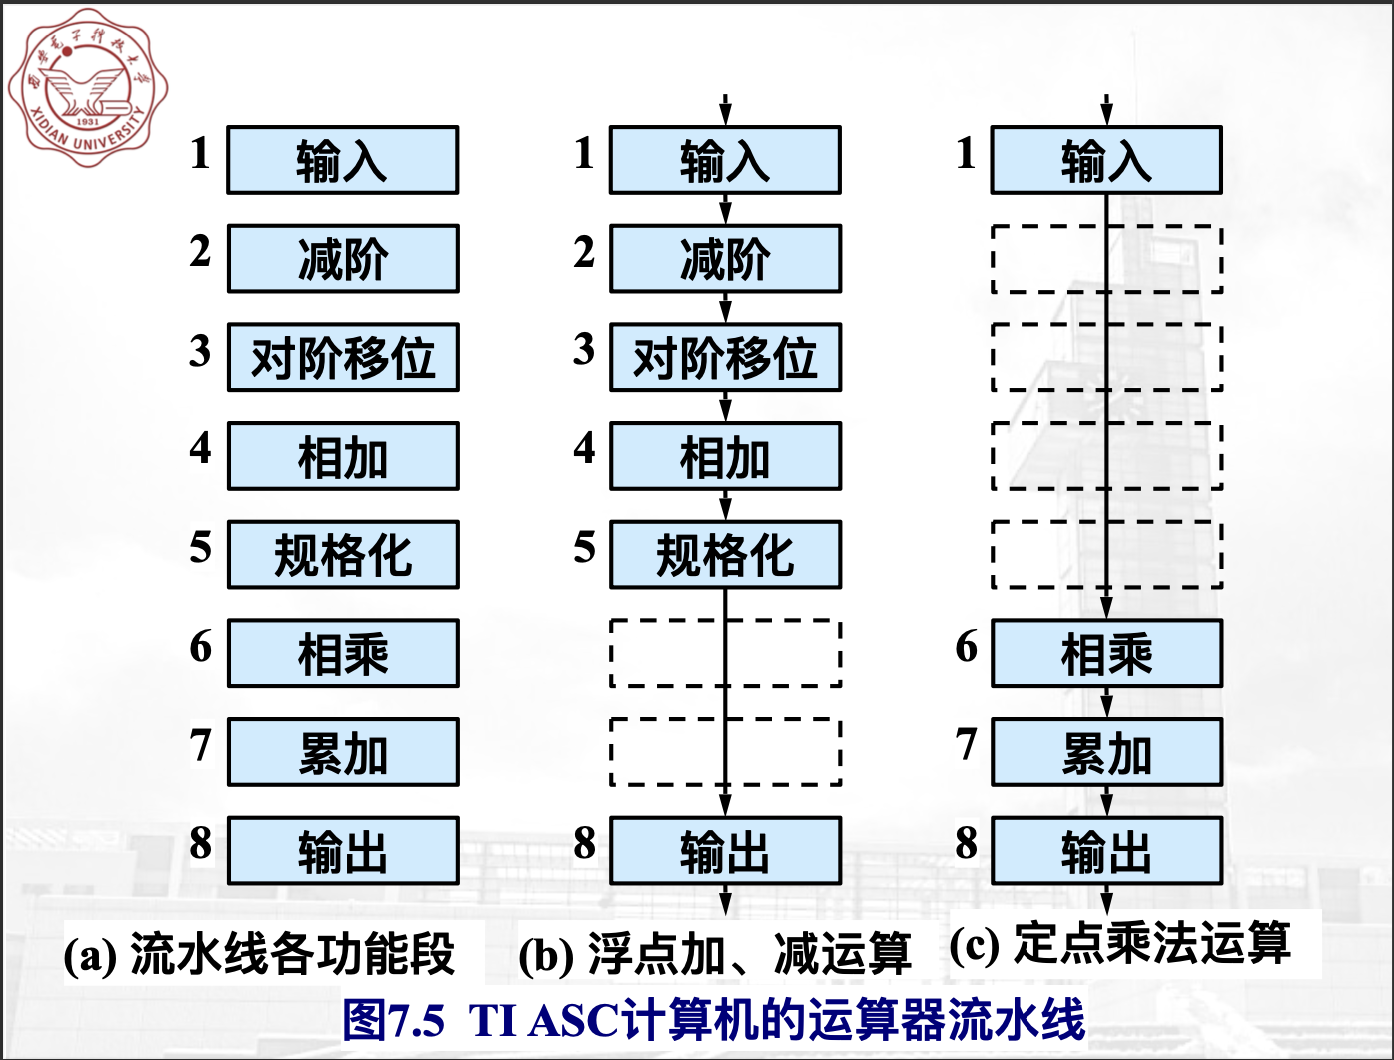 西安电子科技大学
1931
XIDIAN UNIVERSITY
1 输入
2 减阶
3 对阶移位
4 相加
5 规格化
6 相乘
7 累加
8 输出
(a) 流水线各功能段
1 输入
2 减阶
3 对阶移位
4 相加
5 规格化
8 输出
(b) 浮点加、减运算
1 输入
6 相乘
7 累加
8 输出
(c) 定点乘法运算
图7.5 TI ASC计算机的运算器流水线